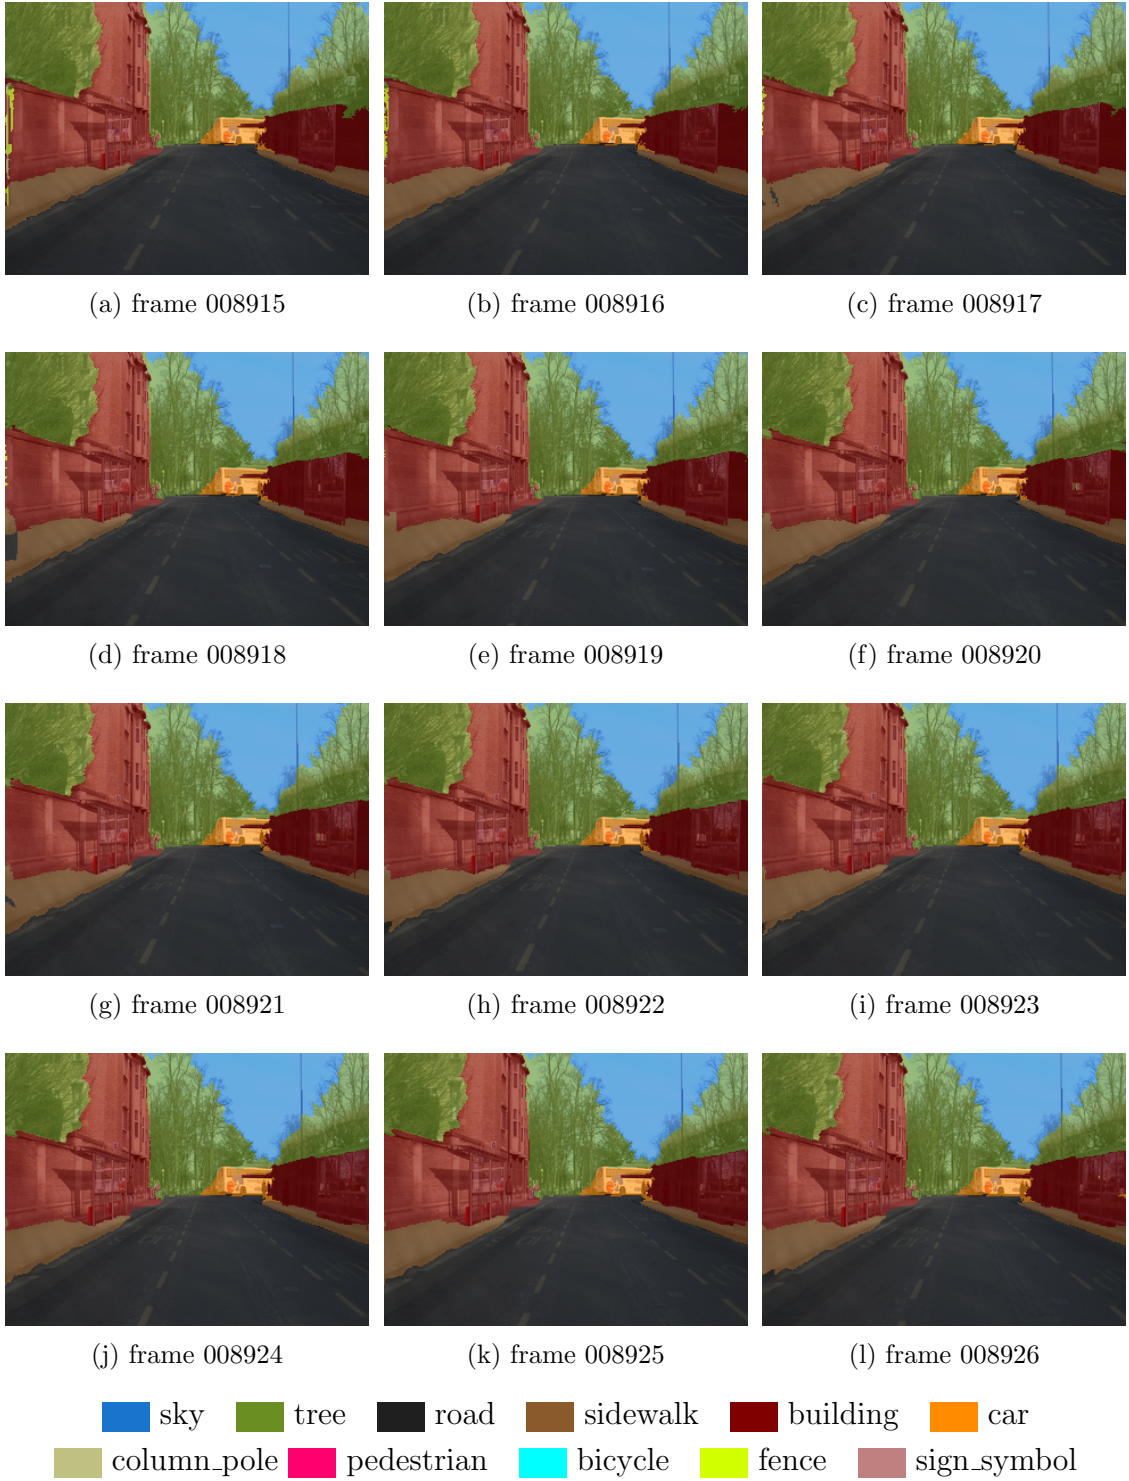 (a) frame 008915
(b) frame 008916
(c) frame 008917
(d) frame 008918
(e) frame 008919
(f) frame 008920
(g) frame 008921
(h) frame 008922
(i) frame 008923
(j) frame 008924
(k) frame 008925
(l) frame 008926
sky tree road sidewalk building car
column_pole pedestrian bicycle fence sign_symbol